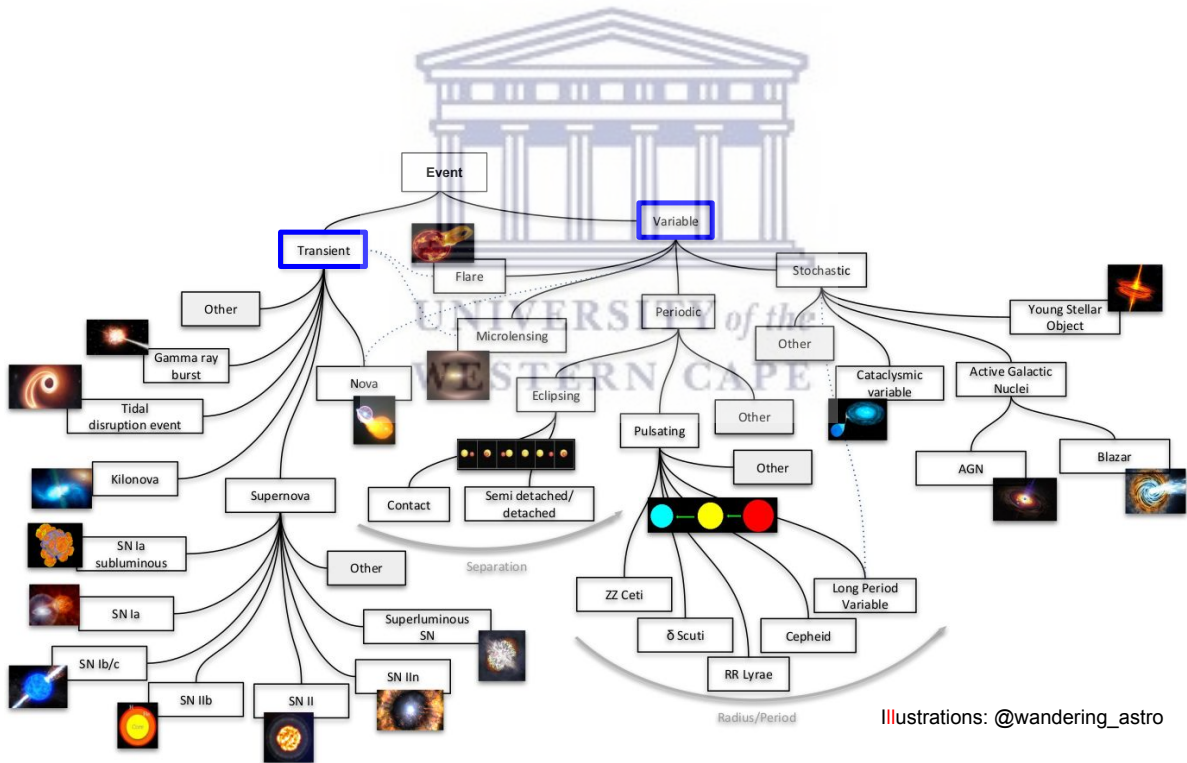 Event
Variable
Transient
Flare
Stochastic
Other
UNIVERSITY of the
Periodic
Young Stellar
Object
Microlensing
Other
Gamma ray
burst
Nova
WESTERN CAPE
Cataclysmic
variable
Active Galactic
Nuclei
Eclipsing
Tidal
disruption event
Other
Pulsating
Kilonova
Supernova
Contact
Semi detached/
detached
Other
AGN
Blazar
SN Ia
subluminous
Other
Separation
ZZ Ceti
Long Period
Variable
SN Ia
Superluminous
SN
δ Scuti
Cepheid
SN Ib/c
SN IIb
SN II
SN IIn
RR Lyrae
Radius/Period
Illustrations: @wandering_astro